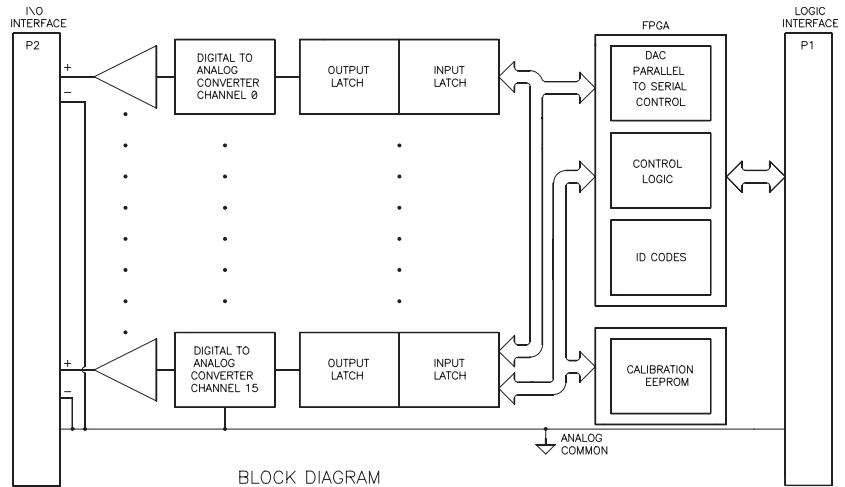 I\O
INTERFACE
P2
+
−
DIGITAL TO
ANALOG
CONVERTER
CHANNEL 0
OUTPUT
LATCH
INPUT
LATCH
FPGA
DAC
PARALLEL
TO SERIAL
CONTROL
CONTROL
LOGIC
ID CODES
LOGIC
INTERFACE
P1
+
−
DIGITAL TO
ANALOG
CONVERTER
CHANNEL 15
OUTPUT
LATCH
INPUT
LATCH
CALIBRATION
EEPROM
ANALOG
COMMON
BLOCK DIAGRAM